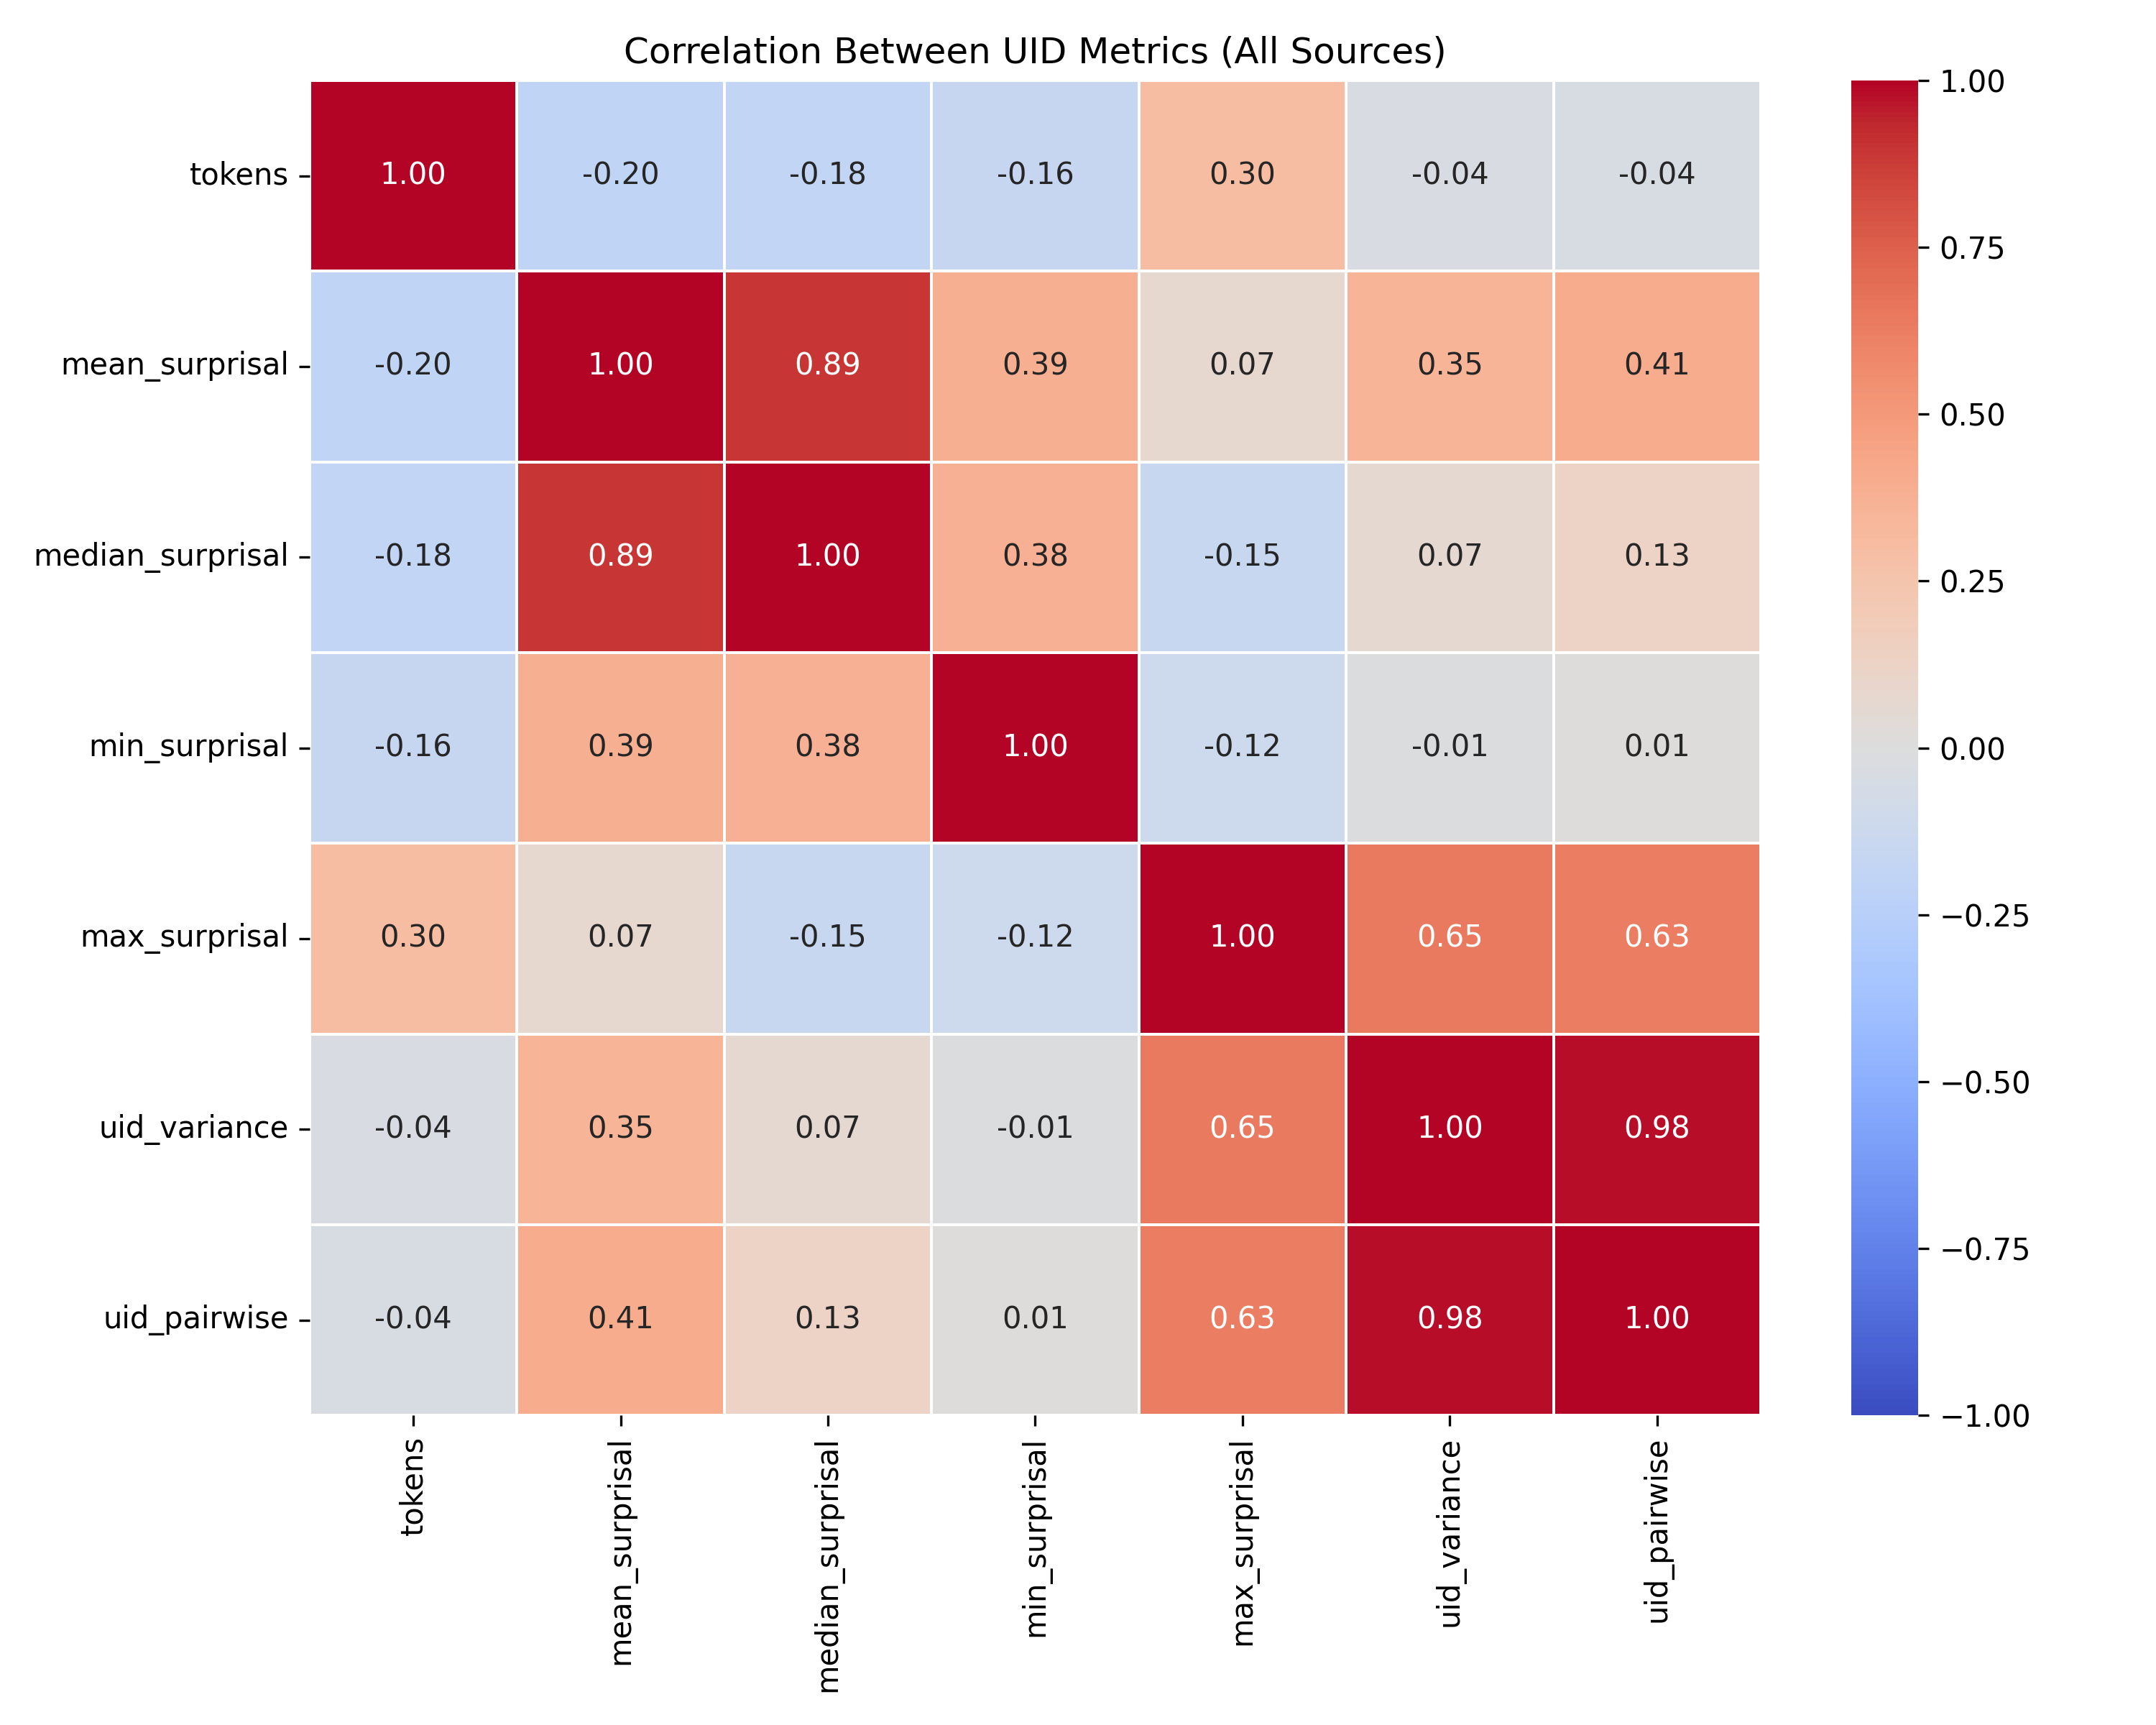 Correlation Between UID Metrics (All Sources)
tokens 1.00 -0.20 -0.18 -0.16 0.30 -0.04 -0.04
mean_surprisal -0.20 1.00 0.89 0.39 0.07 0.35 0.41
median_surprisal -0.18 0.89 1.00 0.38 -0.15 0.07 0.13
min_surprisal -0.16 0.39 0.38 1.00 -0.12 -0.01 0.01
max_surprisal 0.30 0.07 -0.15 -0.12 1.00 0.65 0.63
uid_variance -0.04 0.35 0.07 -0.01 0.65 1.00 0.98
uid_pairwise -0.04 0.41 0.13 0.01 0.63 0.98 1.00
tokens
mean_surprisal
median_surprisal
min_surprisal
max_surprisal
uid_variance
uid_pairwise
1.00
0.75
0.50
0.25
0.00
−0.25
−0.50
−0.75
−1.00